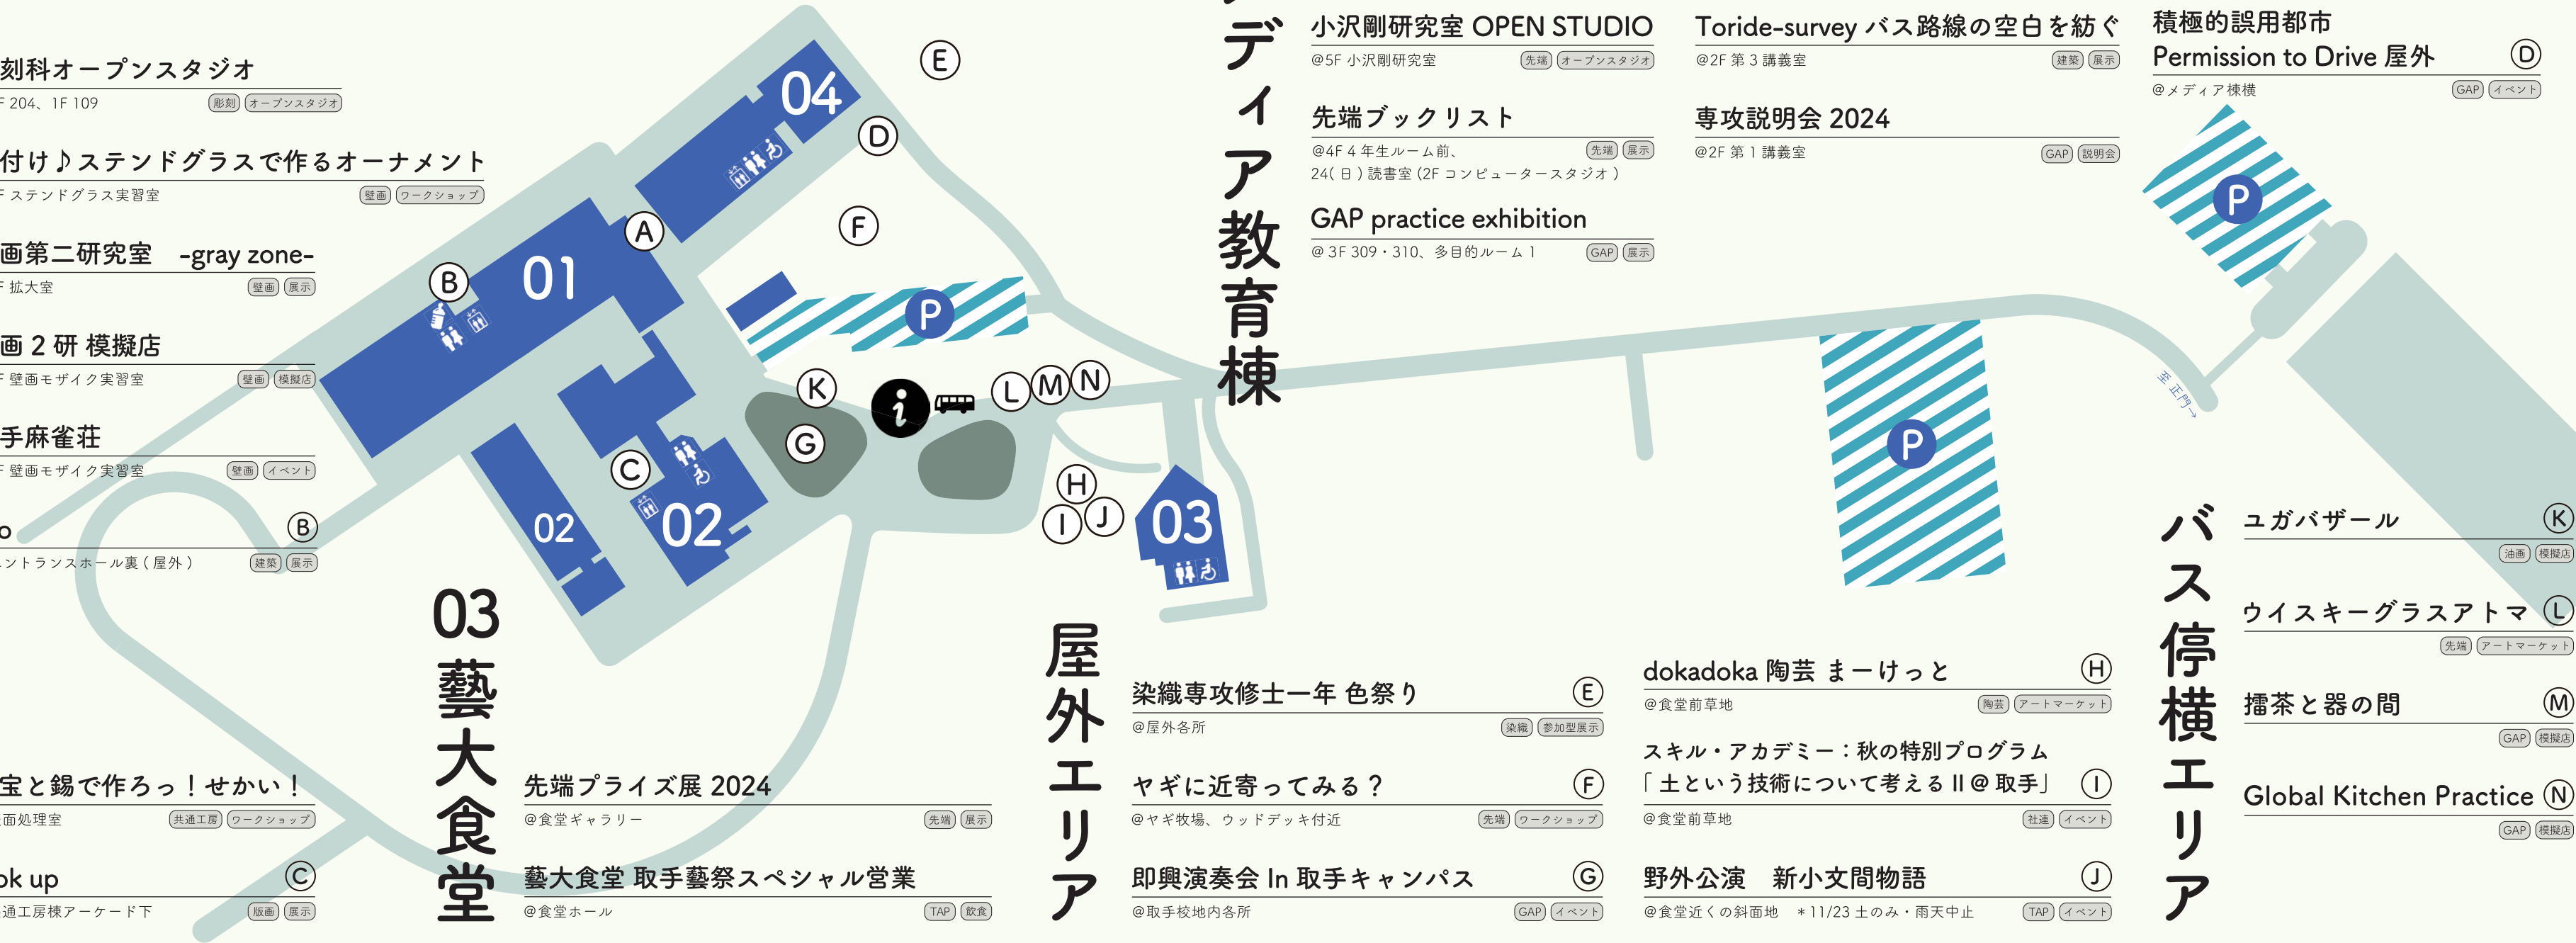 刻科オープンスタジオ
F 204、1F 109
彫刻 オープンスタジオ
付け♪ステンドグラスで作るオーナメント
F ステンドグラス実習室
壁画 ワークショップ
画第二研究室 -gray zone-
F 拡大室
壁画 展示
画 2 研 模擬店
F 壁画モザイク実習室
壁画 模擬店
手麻雀荘
F 壁画モザイク実習室
壁画 イベント
o B
ントランスホール裏 ( 屋外 )
建築 展示
宝と錫で作ろっ！せかい！
面処理室
共通工房 ワークショップ
ok up C
通工房棟アーケード下
版画 展示
04
E
D
F
A
01
B
P
K
G
C
02
02
i
L M N
H
I J
03
P
P
至 正門→
03 藝大食堂
先端プライズ展 2024
@食堂ギャラリー
先端 展示
藝大食堂 取手藝祭スペシャル営業
@食堂ホール
TAP 飲食
ディア教育棟
小沢剛研究室 OPEN STUDIO
@5F 小沢剛研究室
先端 オープンスタジオ
先端ブックリスト
@4F 4 年生ルーム前、
24( 日 ) 読書室 (2F コンピュータースタジオ )
先端 展示
GAP practice exhibition
@ 3F 309・310、多目的ルーム 1
GAP 展示
Toride-survey バス路線の空白を紡ぐ
@2F 第 3 講義室
建築 展示
専攻説明会 2024
@2F 第 1 講義室
GAP 説明会
積極的誤用都市
Permission to Drive 屋外 D
@メディア棟横
GAP イベント
屋外エリア
染織専攻修士一年 色祭り E
@屋外各所
染織 参加型展示
ヤギに近寄ってみる？ F
@ヤギ牧場、ウッドデッキ付近
先端 ワークショップ
即興演奏会 In 取手キャンパス G
@取手校地内各所
GAP イベント
dokadoka 陶芸 まーけっと H
@食堂前草地
陶芸 アートマーケット
スキル・アカデミー：秋の特別プログラム
「 土という技術について考える II @ 取手」 I
@食堂前草地
社連 イベント
野外公演 新小文間物語 J
@食堂近くの斜面地 ＊11/23 土のみ・雨天中止
TAP イベント
バス停横エリア
ユガバザール K
油画 模擬店
ウイスキーグラスアトマ L
先端 アートマーケット
擂茶と器の間 M
GAP 模擬店
Global Kitchen Practice N
GAP 模擬店